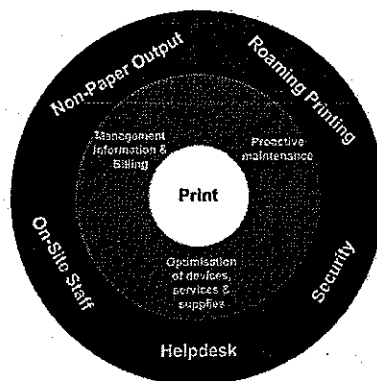 Non-Paper Output
Roaming Printing
Management
Information &
Billing
Proactive
maintenance
Print
Optimisation
of devices,
services &
supplies
On-Site Staff
Security
Helpdesk